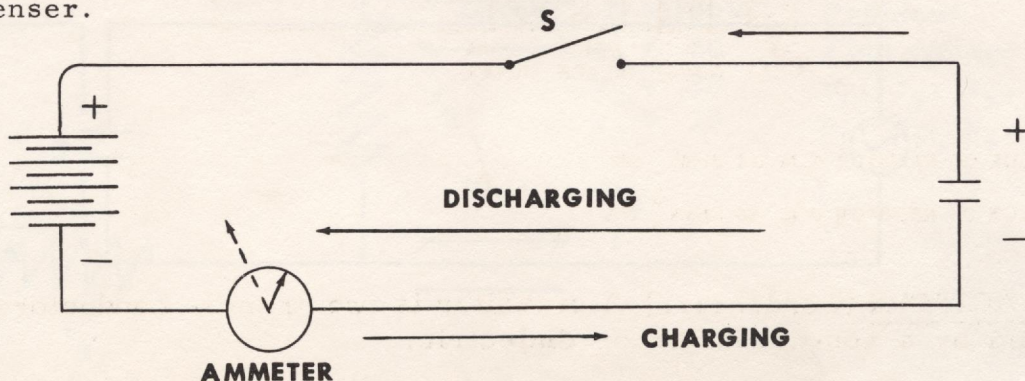 enser.
S
+
+
DISCHARGING
—
—
CHARGING
AMMETER